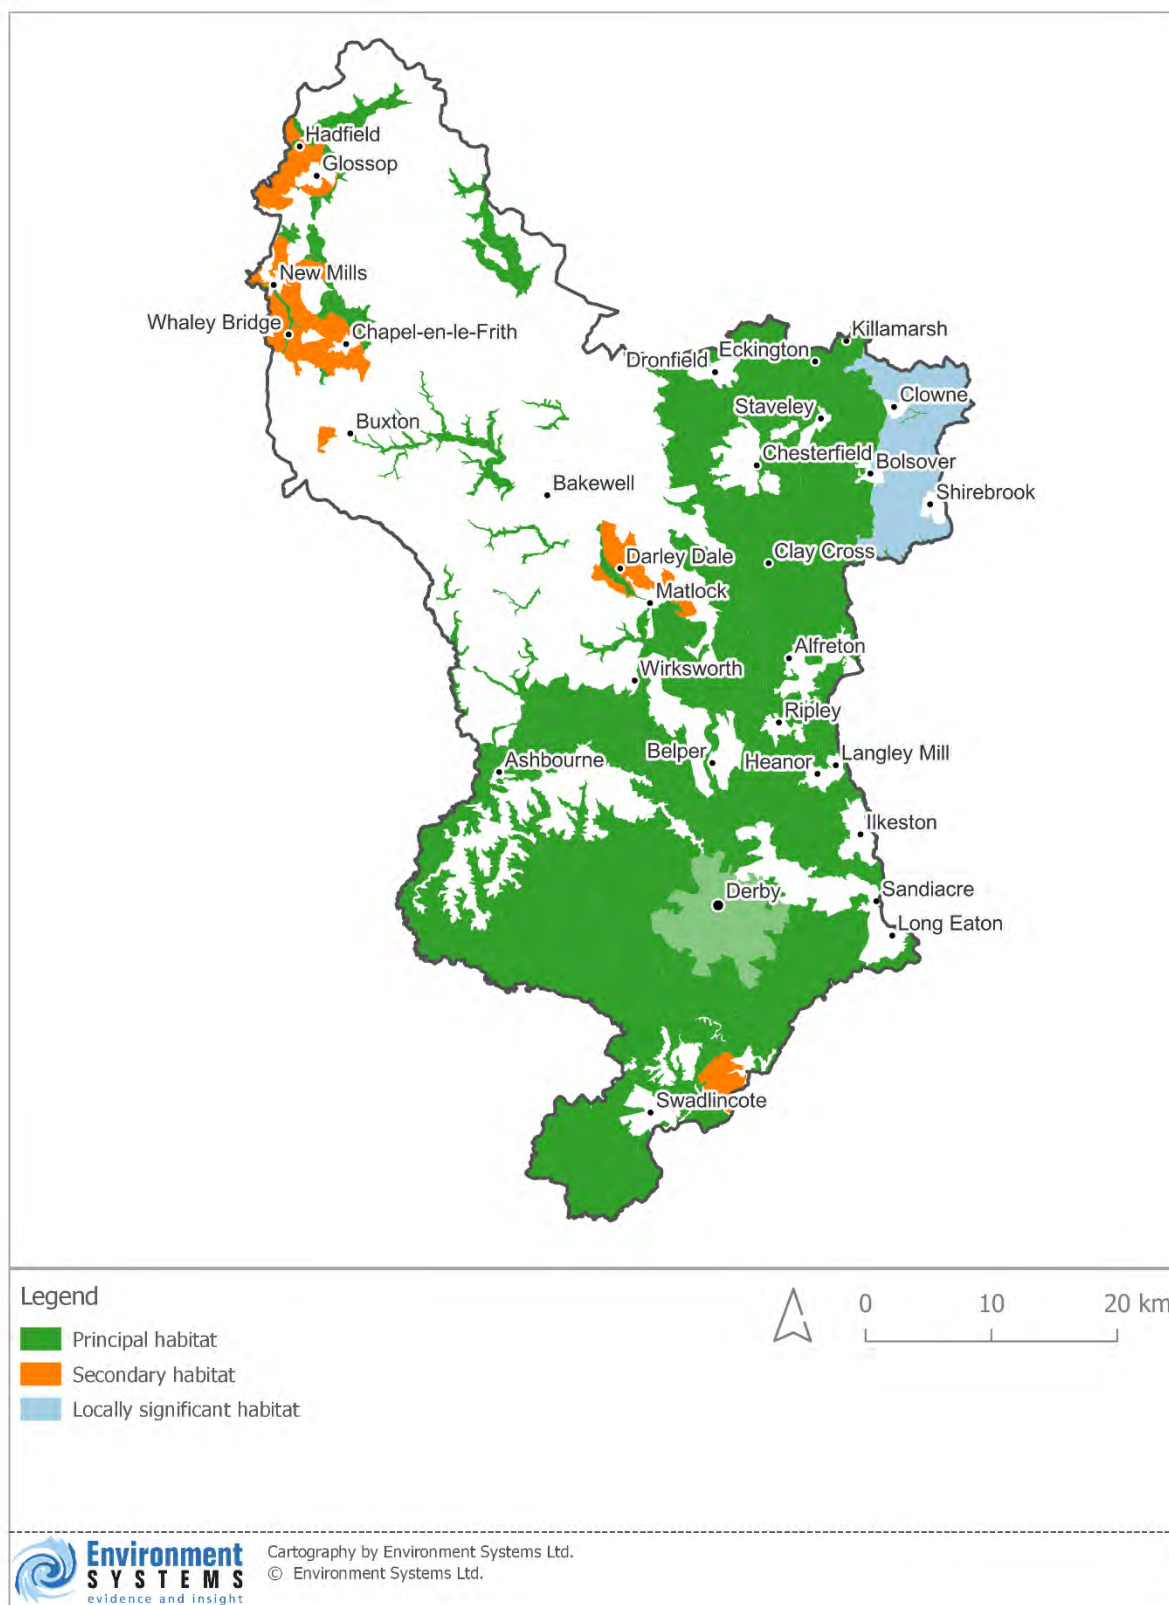 Hadfield
Glossop
New Mills
Whaley Bridge
Chapel-en-le-Frith
Killamarsh
Dronfield
Eckington
Clowne
Staveley
Buxton
Chesterfield
Bolsover
Bakewell
Shirebrook
Darley Dale
Clay Cross
Matlock
Alfreton
Wirksworth
Ripley
Ashbourne
Belper
Heanor
Langley Mill
Ilkeston
Derby
Sandiacre
Long Eaton
Swadlincote
Legend
0 10 20 km
Principal habitat
Secondary habitat
Locally significant habitat
Environment
SYSTEMS
evidence and insight
Cartography by Environment Systems Ltd.
© Environment Systems Ltd.